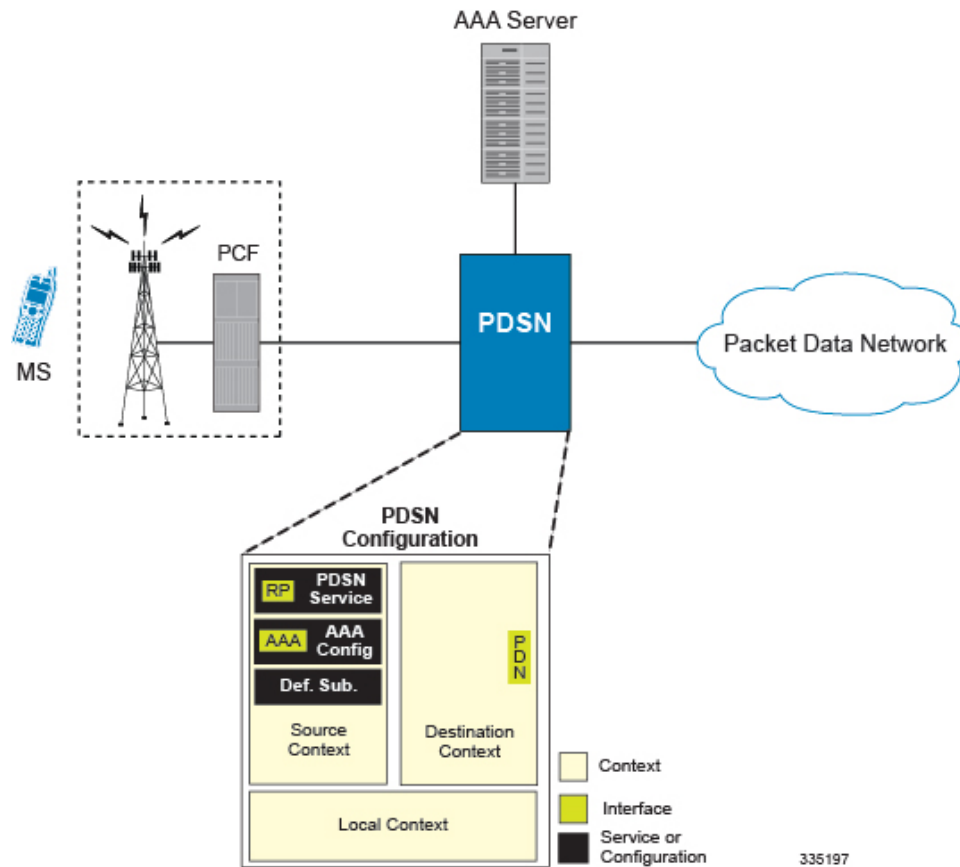 AAA Server
PCF
MS
PDSN
Packet Data Network
PDSN
Configuration
RP
PDSN
Service
AAA
AAA
Config
Def. Sub.
Source
Context
PDN
Destination
Context
Local Context
Context
Interface
Service or
Configuration
335197